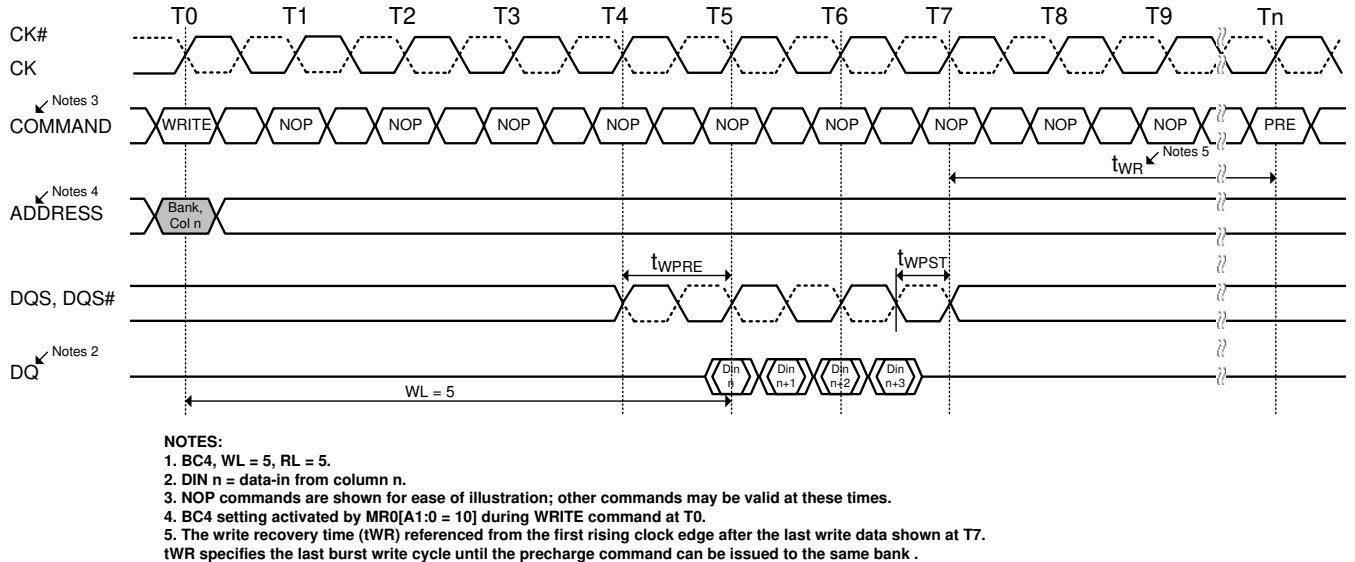 T0 T1 T2 T3 T4 T5 T6 T7 T8 T9 Tn
CK#
CK
Notes 3
COMMAND WRITE NOP NOP NOP NOP NOP NOP NOP NOP NOP PRE
tWR Notes 5
Notes 4
ADDRESS Bank,
Col n
tWPRE tWPST
DQS, DQS#
Notes 2
DQ Din Din Din Din
n n+1 n+2 n+3
WL = 5
NOTES:
1. BC4, WL = 5, RL = 5.
2. DIN n = data-in from column n.
3. NOP commands are shown for ease of illustration; other commands may be valid at these times.
4. BC4 setting activated by MR0[A1:0 = 10] during WRITE command at T0.
5. The write recovery time (tWR) referenced from the first rising clock edge after the last write data shown at T7.
tWR specifies the last burst write cycle until the precharge command can be issued to the same bank .